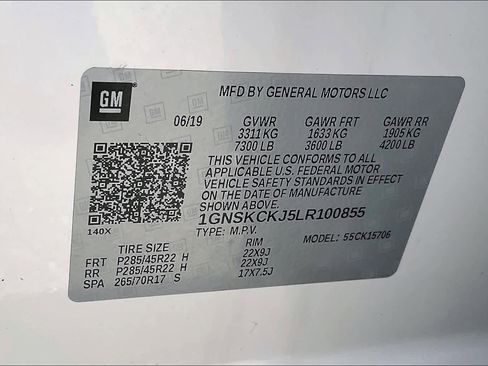 GM
MFD BY GENERAL MOTORS LLC
06/19 GVWR GAWR FRT GAWR RR
3311 KG 1633 KG 1905 KG
7300 LB 3600 LB 4200 LB
THIS VEHICLE CONFORMS TO ALL
APPLICABLE U.S. FEDERAL MOTOR
VEHICLE SAFETY STANDARDS IN EFFECT
ON THE DATE OF MANUFACTURE
SHOWN ABOVE.
1GNSKCKJ5LR100855
140X TYPE: M.P.V. MODEL: 55CK15706
TIRE SIZE RIM
FRT P285/45R22 H 22X9J
RR P285/45R22 H 22X9J
SPA 265/70R17 S 17X7.5J